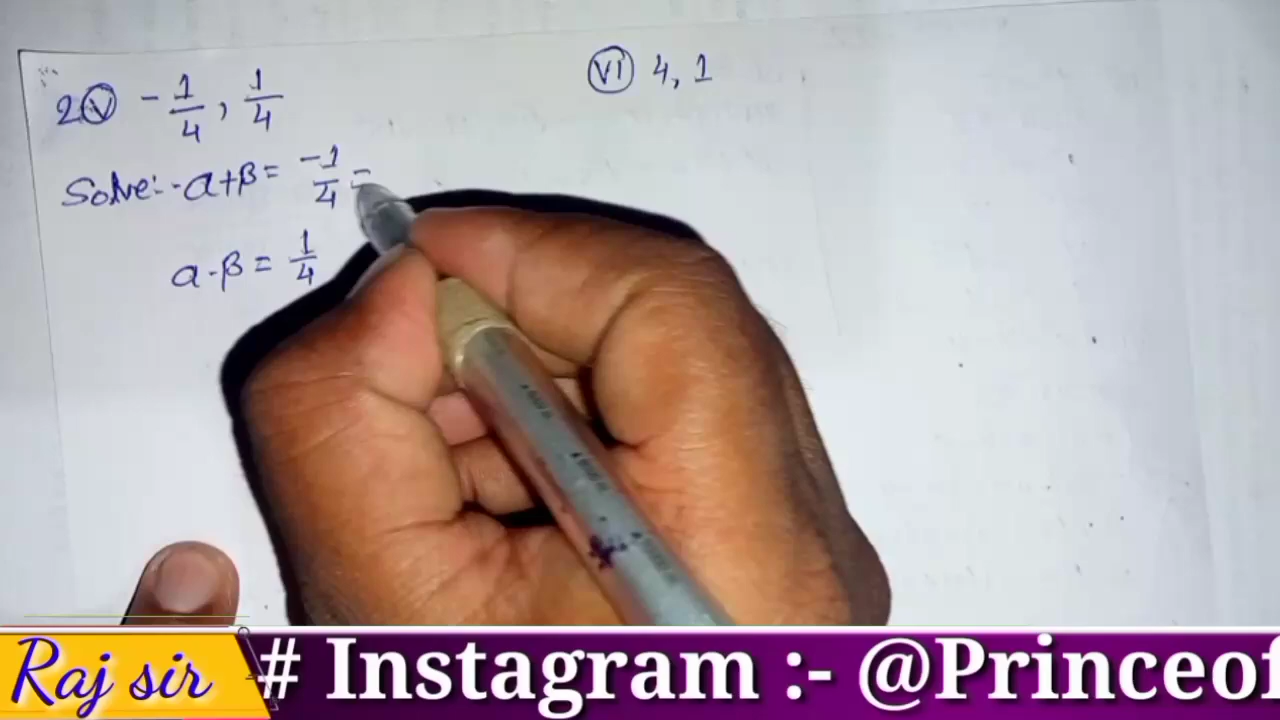 2 (V) - 1/4, 1/4
(VI) 4, 1
Solve:- α+β = -1/4 =
α·β = 1/4
Raj sir
# Instagram :- @Princeof